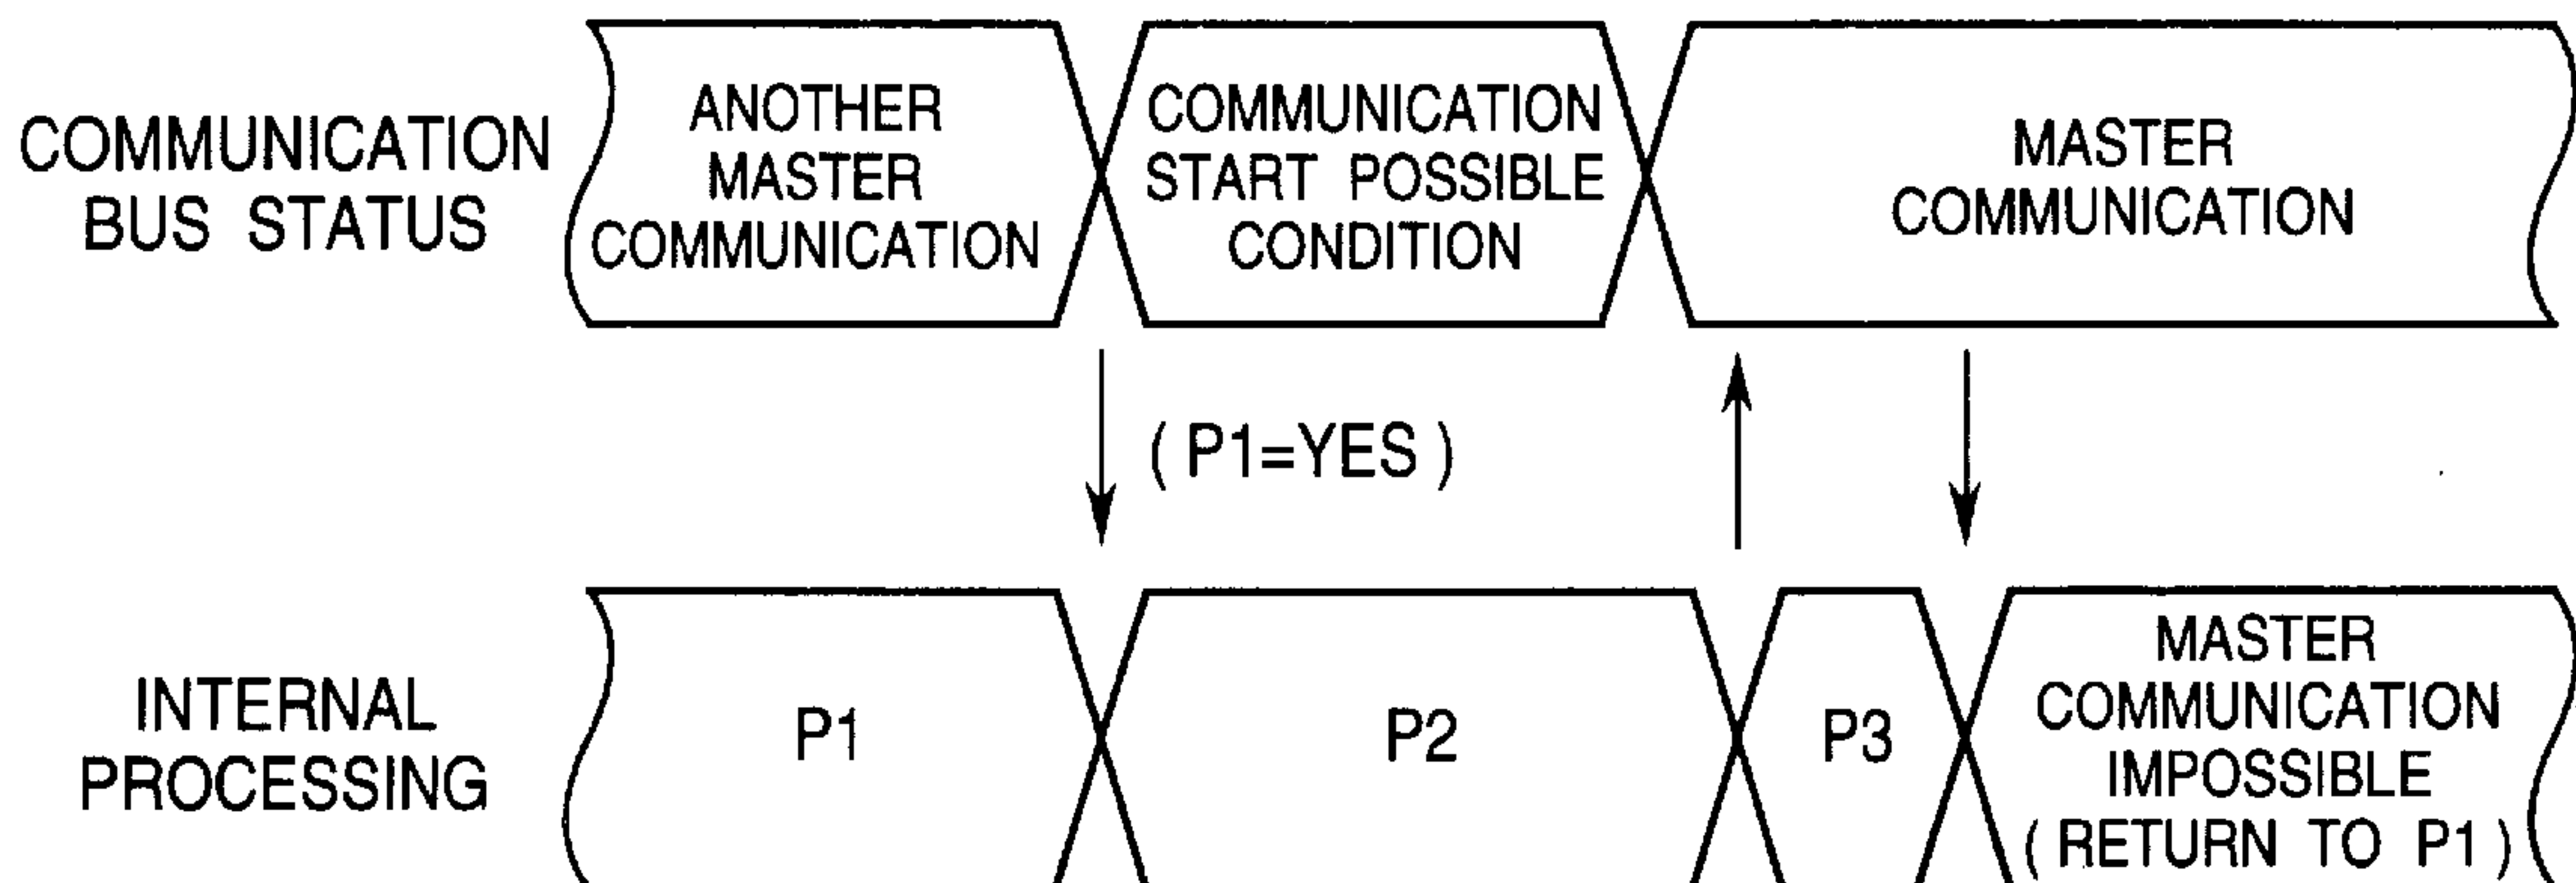 COMMUNICATION
BUS STATUS
ANOTHER
MASTER
COMMUNICATION
COMMUNICATION
START POSSIBLE
CONDITION
MASTER
COMMUNICATION
( P1=YES )
INTERNAL
PROCESSING
P1
P2
P3
MASTER
COMMUNICATION
IMPOSSIBLE
( RETURN TO P1 )